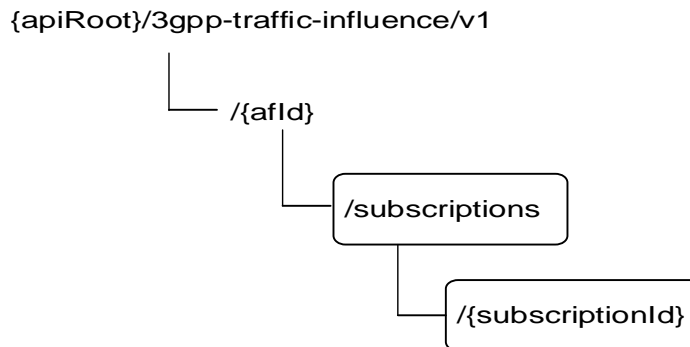 {apiRoot}/3gpp-traffic-influence/v1
/{afId}
/subscriptions
/{subscriptionId}